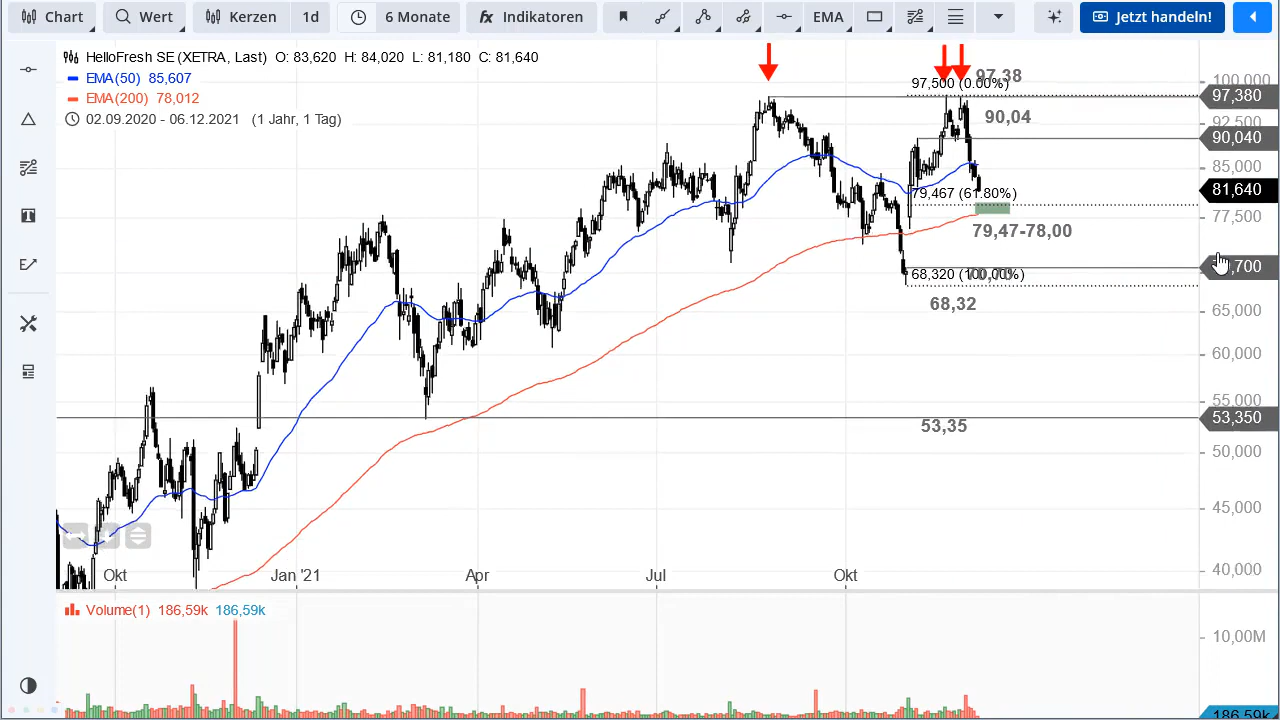 Chart Wert Kerzen 1d 6 Monate fx Indikatoren EMA Jetzt handeln!
HelloFresh SE (XETRA, Last) O: 83,620 H: 84,020 L: 81,180 C: 81,640
EMA(50) 85,607
EMA(200) 78,012
02.09.2020 - 06.12.2021 (1 Jahr, 1 Tag)
97,38
97,500 (0.00%)
90,04
79,467 (61.80%)
79,47-78,00
68,320 (100,00%)
68,32
53,35
100,000
97,380
92,500
90,040
85,000
81,640
77,500
,700
65,000
60,000
55,000
53,350
50,000
45,000
40,000
Okt Jan '21 Apr Jul Okt
Volume(1) 186,59k 186,59k
10,00M
186,59k